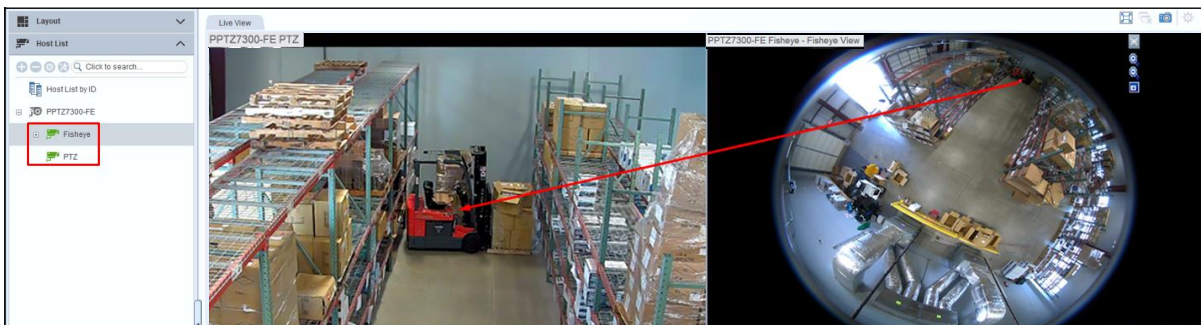 Layout
Host List
Click to search...
Host List by ID
PPTZ7300-FE
Fisheye
PTZ
Live View
PPTZ7300-FE PTZ
PPTZ7300-FE Fisheye - Fisheye View